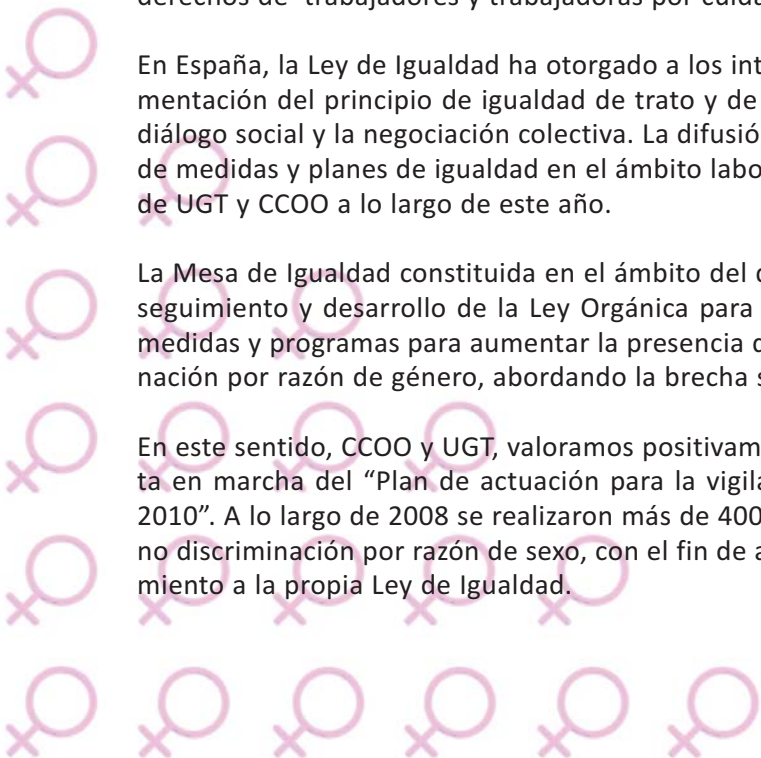 derechos de trabajadores y trabajadoras por cuida
En España, la Ley de Igualdad ha otorgado a los int
mentación del principio de igualdad de trato y de
diálogo social y la negociación colectiva. La difusió
de medidas y planes de igualdad en el ámbito labo
de UGT y CCOO a lo largo de este año.
La Mesa de Igualdad constituida en el ámbito del d
seguimiento y desarrollo de la Ley Orgánica para
medidas y programas para aumentar la presencia d
nación por razón de género, abordando la brecha s
En este sentido, CCOO y UGT, valoramos positivam
ta en marcha del “Plan de actuación para la vigila
2010”. A lo largo de 2008 se realizaron más de 400
no discriminación por razón de sexo, con el fin de a
miento a la propia Ley de Igualdad.